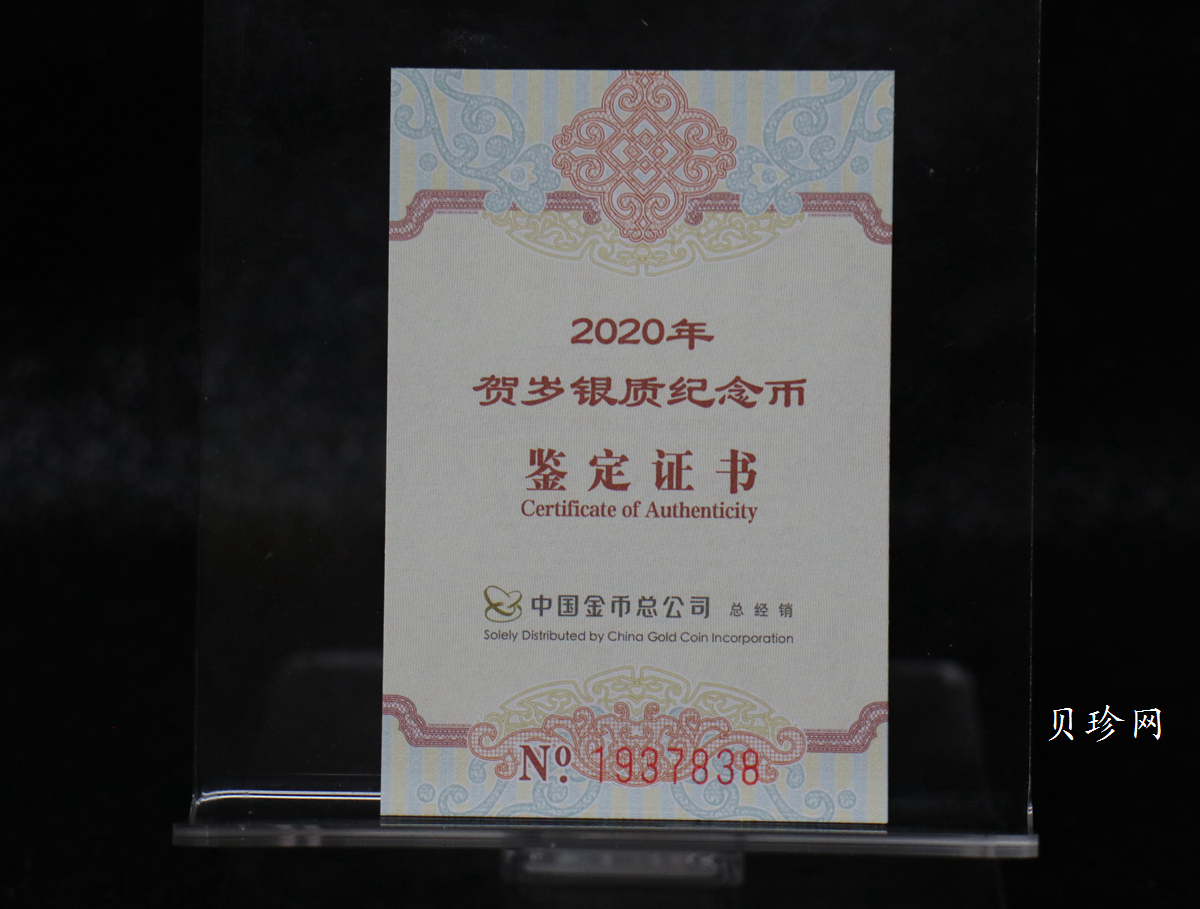 2020年
贺岁银质纪念币
鉴定证书
Certificate of Authenticity
中国金币总公司 总经销
Solely Distributed by China Gold Coin Incorporation
贝珍网
Nº. 1937838